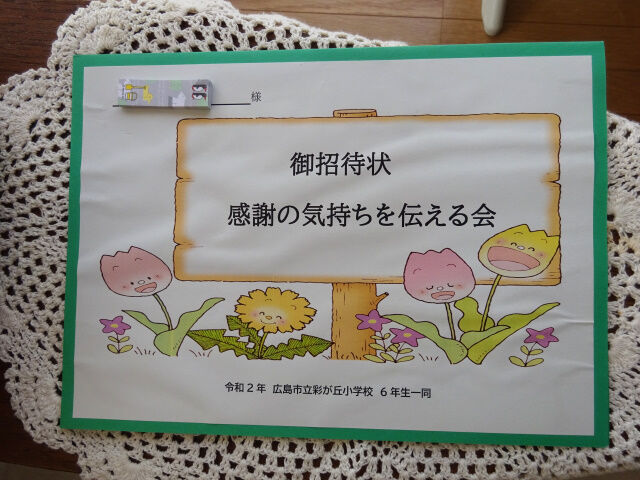 様
御招待状
感謝の気持ちを伝える会
令和2年 広島市立彩が丘小学校 6年生一同